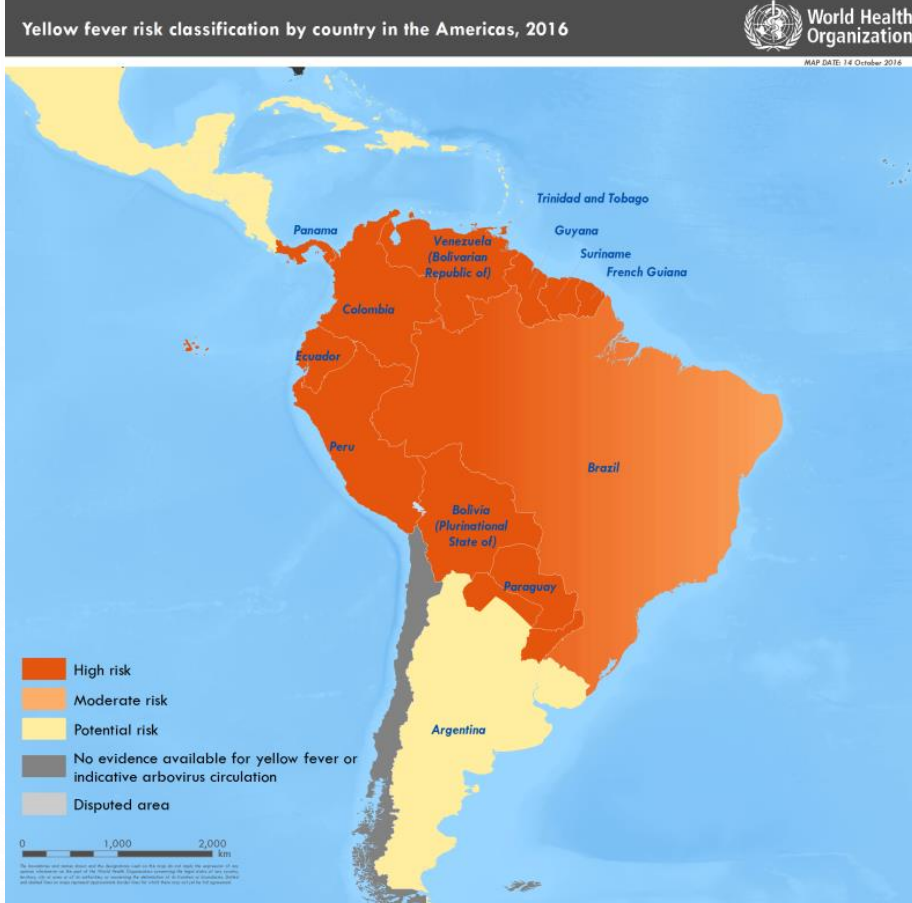 Yellow fever risk classification by country in the Americas, 2016
World Health
Organization
MAP DATE: 14 October 2016
Trinidad and Tobago
Panama
Guyana
Venezuela
(Bolivarian
Republic of)
Suriname
French Guiana
Colombia
Ecuador
Peru
Brazil
Bolivia
(Plurinational
State of)
Paraguay
Argentina
High risk
Moderate risk
Potential risk
No evidence available for yellow fever or
indicative arbovirus circulation
Disputed area
0 1,000 2,000
km